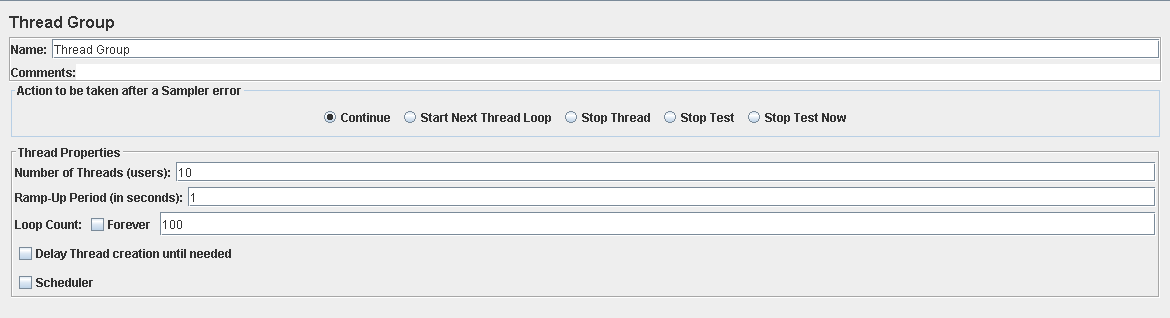 Thread Group
Name: Thread Group
Comments:
Action to be taken after a Sampler error
Continue Start Next Thread Loop Stop Thread Stop Test Stop Test Now
Thread Properties
Number of Threads (users): 10
Ramp-Up Period (in seconds): 1
Loop Count: Forever 100
Delay Thread creation until needed
Scheduler